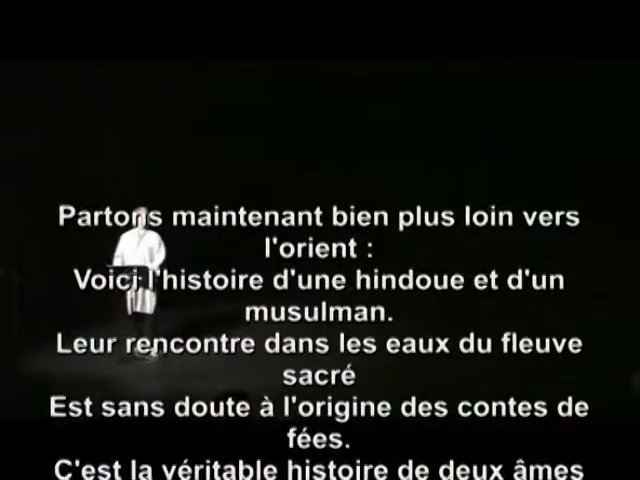 Partons maintenant bien plus loin vers
l'orient :
Voici l'histoire d'une hindoue et d'un
musulman.
Leur rencontre dans les eaux du fleuve
sacré
Est sans doute à l'origine des contes de
fées.
C'est la véritable histoire de deux âmes